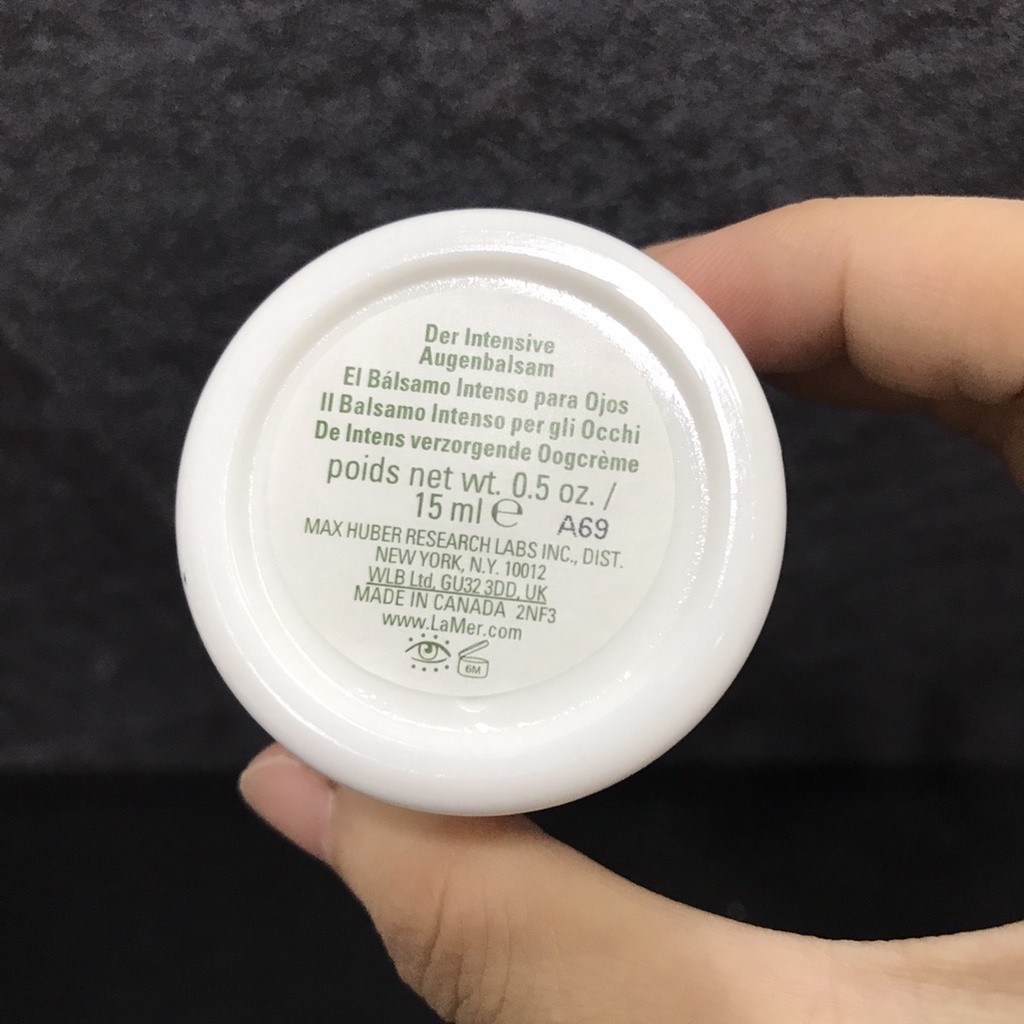 Der Intensive
Augenbalsam
El Bálsamo Intenso para Ojos
Il Balsamo Intenso per gli Occhi
De Intens verzorgende Oogcrème
poids net wt. 0.5 oz. /
15 ml ℮ A69
MAX HUBER RESEARCH LABS INC., DIST.
NEW YORK, N.Y. 10012
WLB Ltd, GU32 3DD, UK
MADE IN CANADA 2NF3
www.LaMer.com
6M